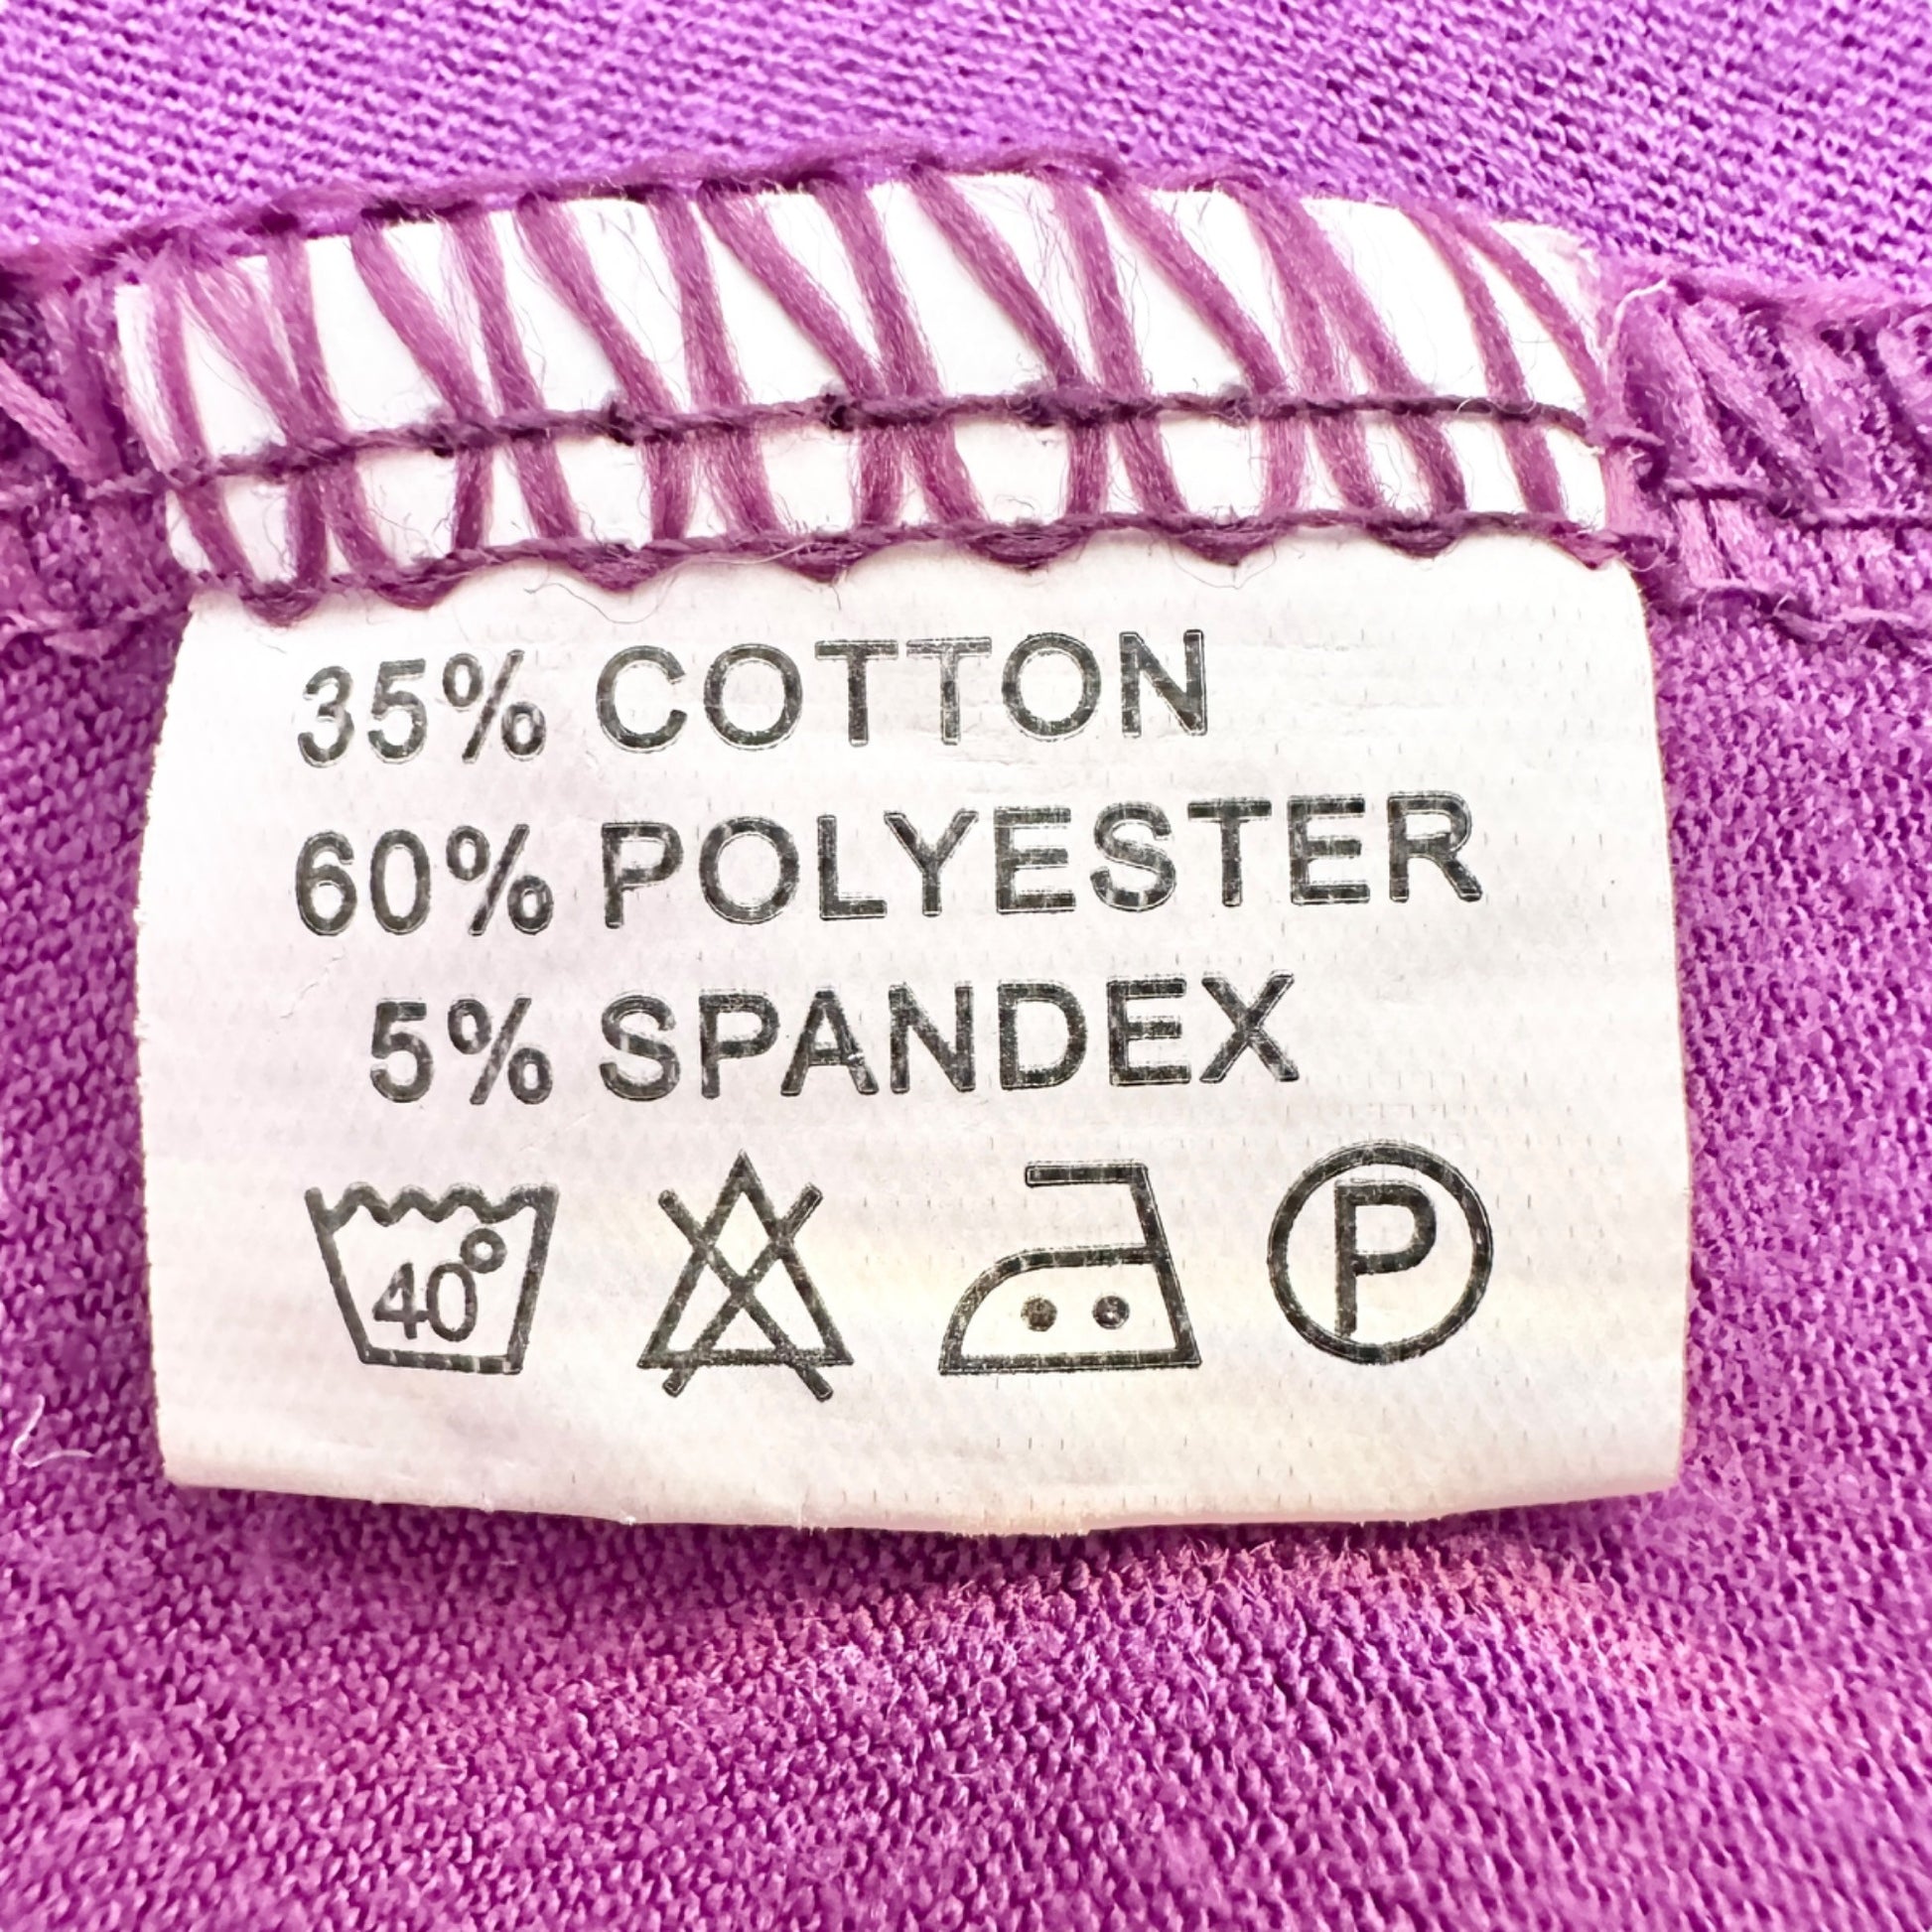 35% COTTON
60% POLYESTER
5% SPANDEX
40° P